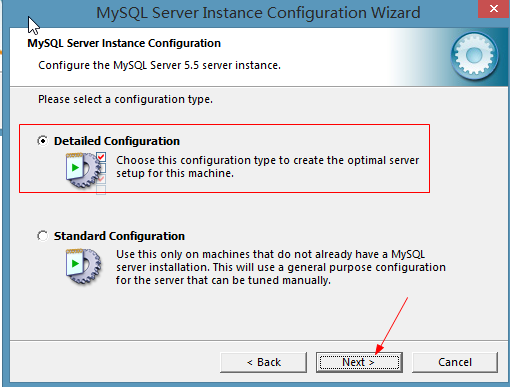 MySQL Server Instance Configuration Wizard
MySQL Server Instance Configuration
Configure the MySQL Server 5.5 server instance.
Please select a configuration type.
Detailed Configuration
Choose this configuration type to create the optimal server
setup for this machine.
Standard Configuration
Use this only on machines that do not already have a MySQL
server installation. This will use a general purpose configuration
for the server that can be tuned manually.
< Back
Next >
Cancel